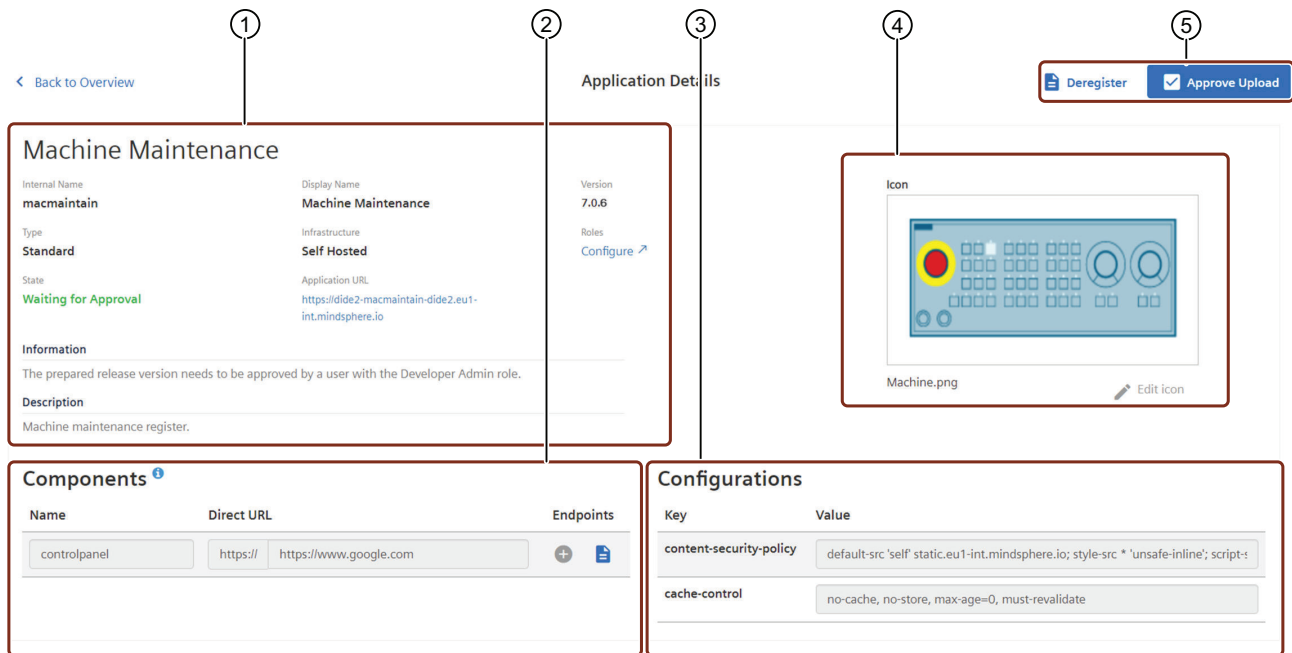 1 2 3 4 5
Back to Overview Application Details Deregister Approve Upload
Machine Maintenance
Internal Name Display Name Version
macmaintain Machine Maintenance 7.0.6
Type Infrastructure Roles
Standard Self Hosted Configure
State Application URL
Waiting for Approval https://dide2-macmaintain-dide2.eu1-
int.mindsphere.io
Information
The prepared release version needs to be approved by a user with the Developer Admin role.
Description
Machine maintenance register.
Icon
Machine.png Edit icon
Components
Name Direct URL Endpoints
controlpanel https:// https://www.google.com
Configurations
Key Value
content-security-policy default-src 'self' static.eu1-int.mindsphere.io; style-src * 'unsafe-inline'; script-s
cache-control no-cache, no-store, max-age=0, must-revalidate